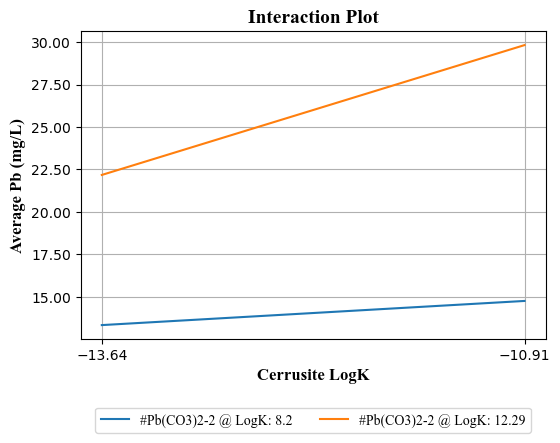 Interaction Plot
30.00
27.50
25.00
22.50
20.00
17.50
15.00
Average Pb (mg/L)
−13.64
−10.91
Cerrusite LogK
#Pb(CO3)2-2 @ LogK: 8.2
#Pb(CO3)2-2 @ LogK: 12.29